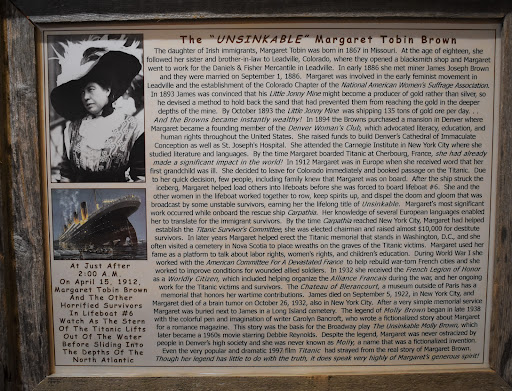 The "UNSINKABLE" Margaret Tobin Brown
The daughter of Irish immigrants, Margaret Tobin was born in 1867 in Missouri. At the age of eighteen, she
followed her sister and brother-in-law to Leadville, Colorado, where they opened a blacksmith shop and Margaret
went to work for the Daniels & Fisher Mercantile in Leadville. In early 1886 she met miner James Joseph Brown
and they were married on September 1, 1886. Margaret was involved in the early feminist movement in
Leadville and the establishment of the Colorado Chapter of the National American Women's Suffrage Association.
In 1893 James was convinced that his Little Jonny Mine might become a producer of gold rather than silver, so
he devised a method to hold back the sand that had prevented them from reaching the gold in the deeper
depths of the mine. By October 1893 the Little Jonny Mine was shipping 135 tons of gold ore per day. . .
And the Browns became instantly wealthy! In 1894 the Browns purchased a mansion in Denver where
Margaret became a founding member of the Denver Woman's Club, which advocated literacy, education, and
human rights throughout the United States. She raised funds to build Denver's Cathedral of Immaculate
Conception as well as St. Joseph's Hospital. She attended the Carnegie Institute in New York City where she
studied literature and languages. By the time Margaret boarded Titanic at Cherbourg, France, she had already
made a significant impact to the world! In 1912 Margaret was in Europe when she received word that her
first grandchild was ill. She decided to leave for Colorado immediately and booked passage on the Titanic. Due
to her quick decision, few people, including family knew that Margaret was on board. After the ship struck the
iceberg, Margaret helped load others into lifeboats before she was forced to board lifeboat #6. She and the
other women in the lifeboat worked together to row, keep spirits up, and dispel the doom and gloom that was
broadcast by some unstable survivors, earning her the lifelong title of Unsinkable. Margaret's most significant
work occurred while onboard the rescue ship Carpathia. Her knowledge of several European languages enabled
her to translate for the immigrant survivors. By the time Carpathia reached New York City, Margaret had helped
establish the Titanic Survivor's Committee, she was elected chairman and raised almost $10,000 for destitute
survivors. In later years Margaret helped erect the Titanic memorial that stands in Washington, D.C., and she
often visited a cemetery in Nova Scotia to place wreaths on the graves of the Titanic victims. Margaret used her
fame as a platform to talk about labor rights, women's rights, and children's education. During World War I she
worked with the American Committee For A Devastated France to help rebuild war-torn French cities and she
worked to improve conditions for wounded allied soldiers. In 1932 she received the French Legion of Honor
as a Worldly Citizen, which included helping organize the Alliance Francais during the war, and her ongoing
work for the Titanic victims and survivors. The Chateau of Blerancourt, a museum outside of Paris has a
memorial that honors her wartime contributions. James died on September 5, 1922, in New York City, and
Margaret died of a brain tumor on October 26, 1932, also in New York City. After a very simple memorial service
Margaret was buried next to James in a Long Island cemetery. The legend of Molly Brown began in late 1938
with the colorful pen and imagination of writer Carolyn Bancroft, who wrote a fictionalized story about Margaret
for a romance magazine. This story was the basis for the Broadway play The Unsinkable Molly Brown, which
later became a 1960s movie starring Debbie Reynolds. Despite the legend, Margaret was never ostracized by
people in Denver's high society and she was never known as Molly, a name that was a fictionalized invention.
Even the very popular and dramatic 1997 film Titanic had strayed from the real story of Margaret Brown.
Though her legend has little to do with the truth, it does speak very highly of Margaret's generous spirit!
At Just After
2:00 A.M.
On April 15, 1912,
Margaret Tobin Brown
And The Other
Horrified Survivors
In Lifeboat #6
Watch As The Stern
Of The Titanic Lifts
Out Of The Water
Before Sliding Into
The Depths Of The
North Atlantic